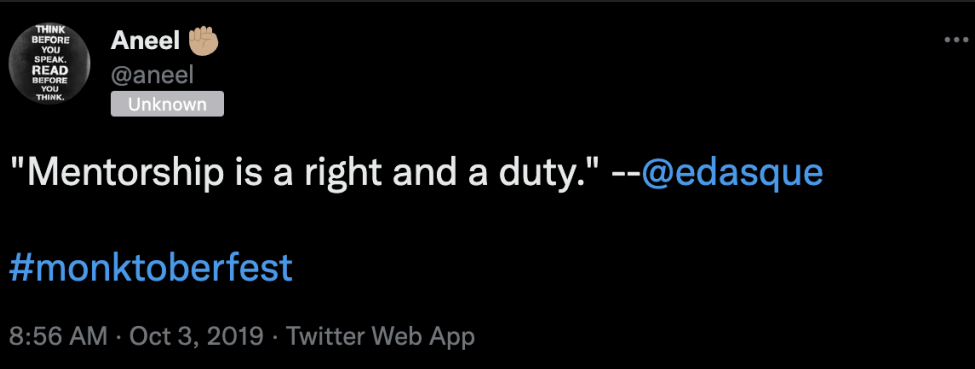 THINK
BEFORE
YOU
SPEAK.
READ
BEFORE
YOU
THINK.
Aneel ✊🏼
@aneel
Unknown
"Mentorship is a right and a duty." --@edasque
#monktoberfest
8:56 AM · Oct 3, 2019 · Twitter Web App